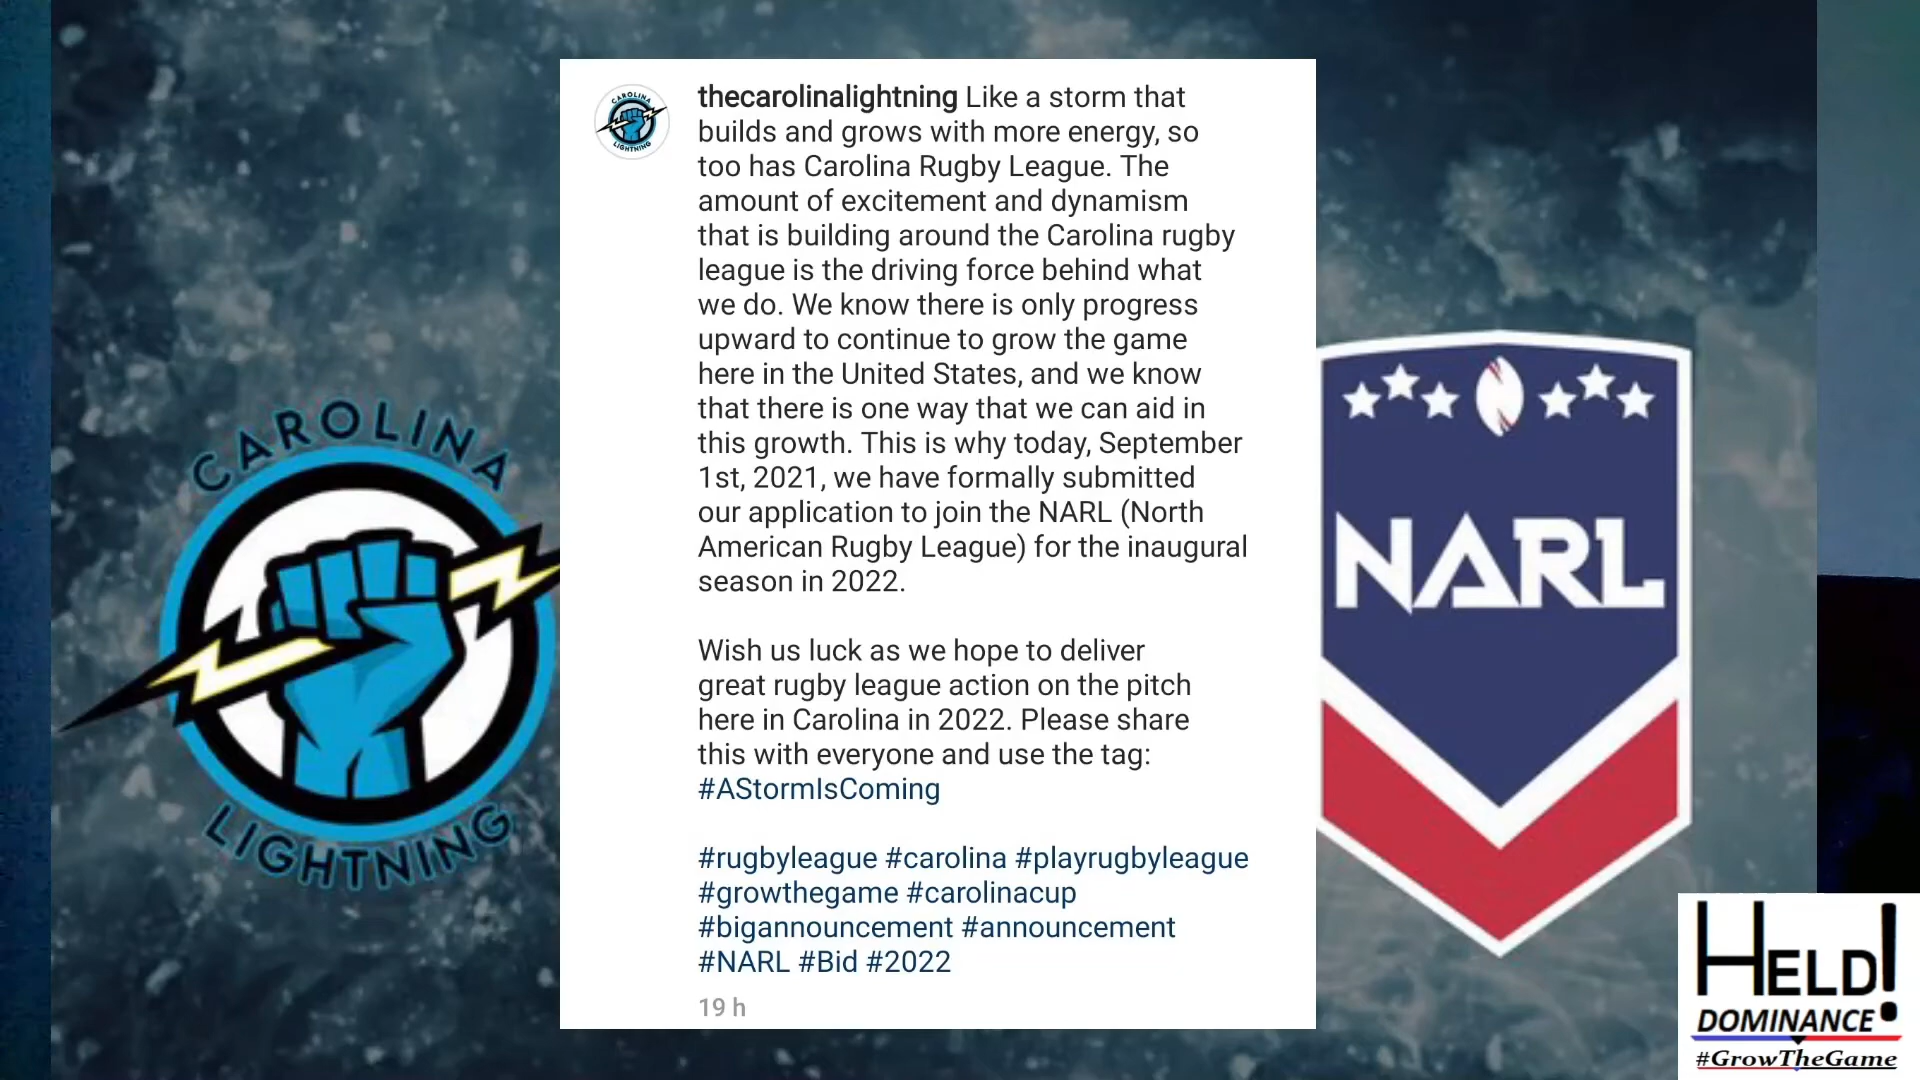 CAROLINA
LIGHTNING
CAROLINA
LIGHTNING
thecarolinalightning Like a storm that
builds and grows with more energy, so
too has Carolina Rugby League. The
amount of excitement and dynamism
that is building around the Carolina rugby
league is the driving force behind what
we do. We know there is only progress
upward to continue to grow the game
here in the United States, and we know
that there is one way that we can aid in
this growth. This is why today, September
1st, 2021, we have formally submitted
our application to join the NARL (North
American Rugby League) for the inaugural
season in 2022.
Wish us luck as we hope to deliver
great rugby league action on the pitch
here in Carolina in 2022. Please share
this with everyone and use the tag:
#AStormIsComing
#rugbyleague #carolina #playrugbyleague
#growthegame #carolinacup
#bigannouncement #announcement
#NARL #Bid #2022
19 h
NARL
HELD!
DOMINANCE
#GrowTheGame